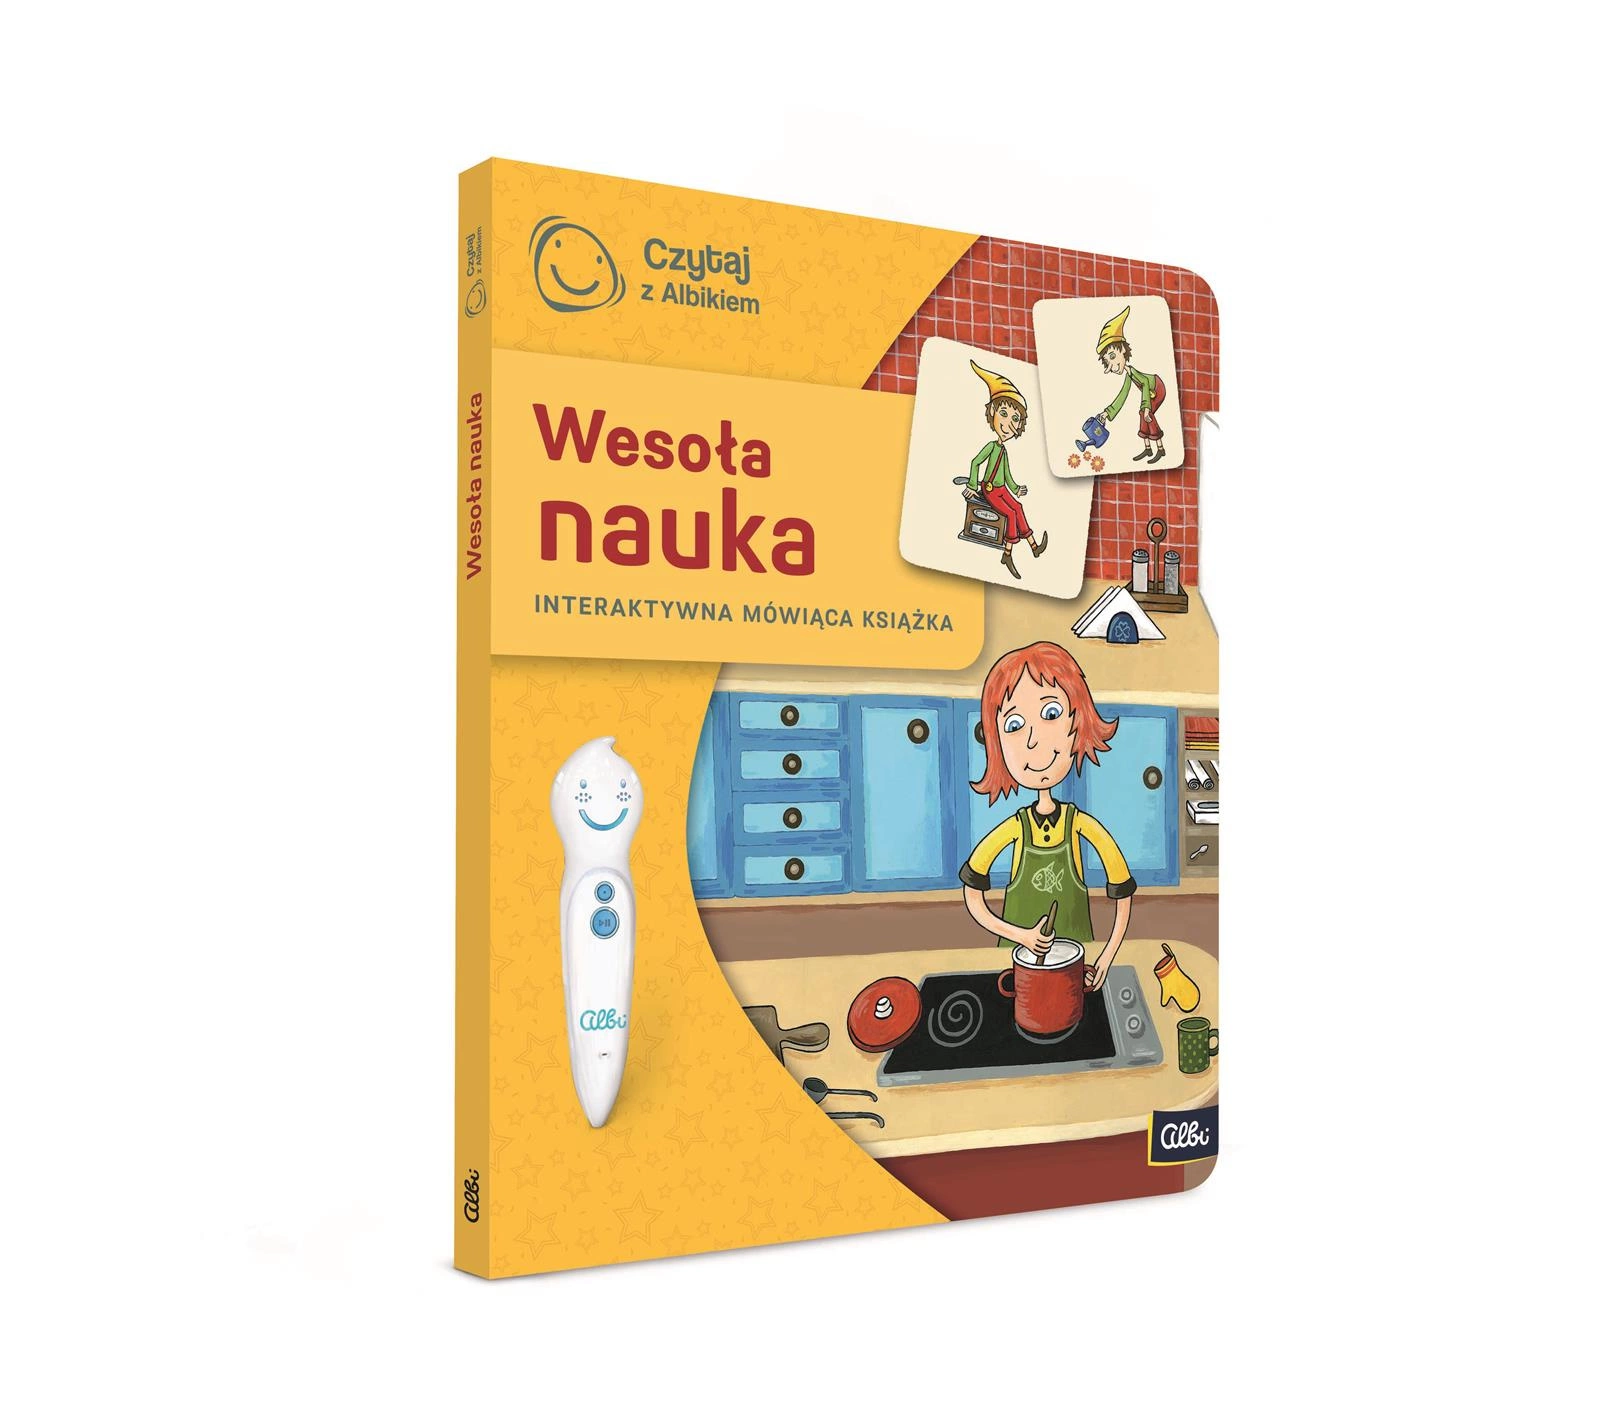 Czytaj
z Albikiem
Wesoła nauka
albi
Czytaj
z Albikiem
Wesoła
nauka
INTERAKTYWNA MÓWIĄCA KSIĄŻKA
albi
albi